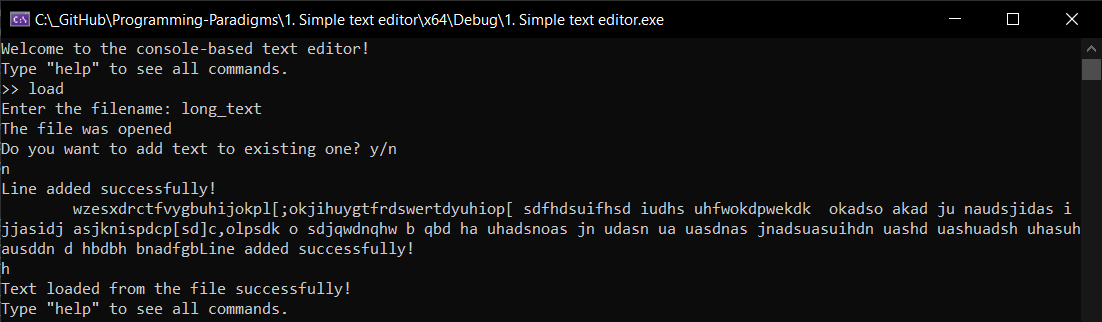 C:\_GitHub\Programming-Paradigms\1. Simple text editor\x64\Debug\1. Simple text editor.exe
Welcome to the console-based text editor!
Type "help" to see all commands.
>> load
Enter the filename: long_text
The file was opened
Do you want to add text to existing one? y/n
n
Line added successfully!
wzesxdrctfvygbuhijokpl[;okjihuygtfrdswertdyuhiop[ sdfhdsuifhsd iudhs uhfwokdpwekdk  okadso akad ju naudsjidas i
jjasidj asjknispdcp[sd]c,olpsdk o sdjqwdnqhw b qbd ha uhadsnoas jn udasn ua uasdnas jnadsuasuihdn uashd uashuadsh uhasuh
ausddn d hbdbh bnadfgbLine added successfully!
h
Text loaded from the file successfully!
Type "help" to see all commands.